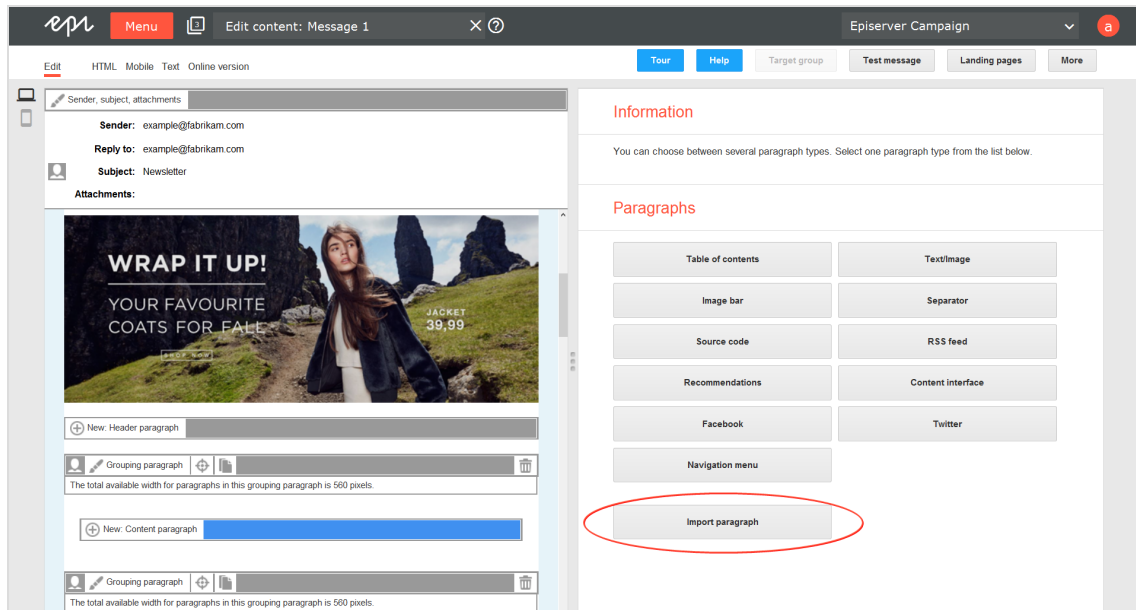 epi
Menu
3
Edit content: Message 1
Episerver Campaign
a
Edit
HTML
Mobile
Text
Online version
Tour
Help
Target group
Test message
Landing pages
More
Sender, subject, attachments
Sender: example@fabrikam.com
Reply to: example@fabrikam.com
Subject: Newsletter
Attachments:
WRAP IT UP!
YOUR FAVOURITE
COATS FOR FALL
SHOP NOW
JACKET
39,99
New: Header paragraph
Grouping paragraph
The total available width for paragraphs in this grouping paragraph is 560 pixels.
New: Content paragraph
Grouping paragraph
The total available width for paragraphs in this grouping paragraph is 560 pixels.
Information
You can choose between several paragraph types. Select one paragraph type from the list below.
Paragraphs
Table of contents
Text/Image
Image bar
Separator
Source code
RSS feed
Recommendations
Content interface
Facebook
Twitter
Navigation menu
Import paragraph